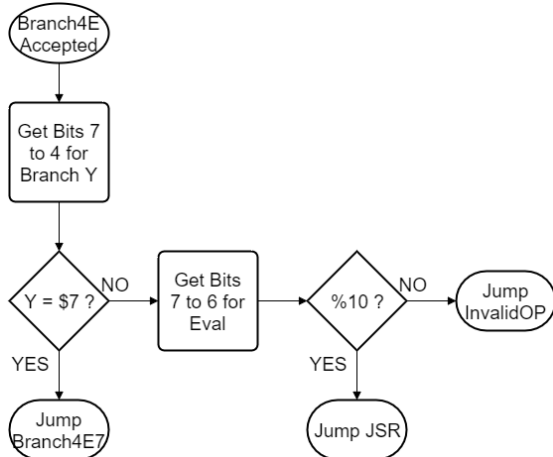 Branch4E
Accepted
Get Bits 7
to 4 for
Branch Y
Y = $7 ?
NO
Get Bits
7 to 6 for
Eval
%10 ?
NO
Jump
InvalidOP
YES
YES
Jump
Branch4E7
Jump JSR